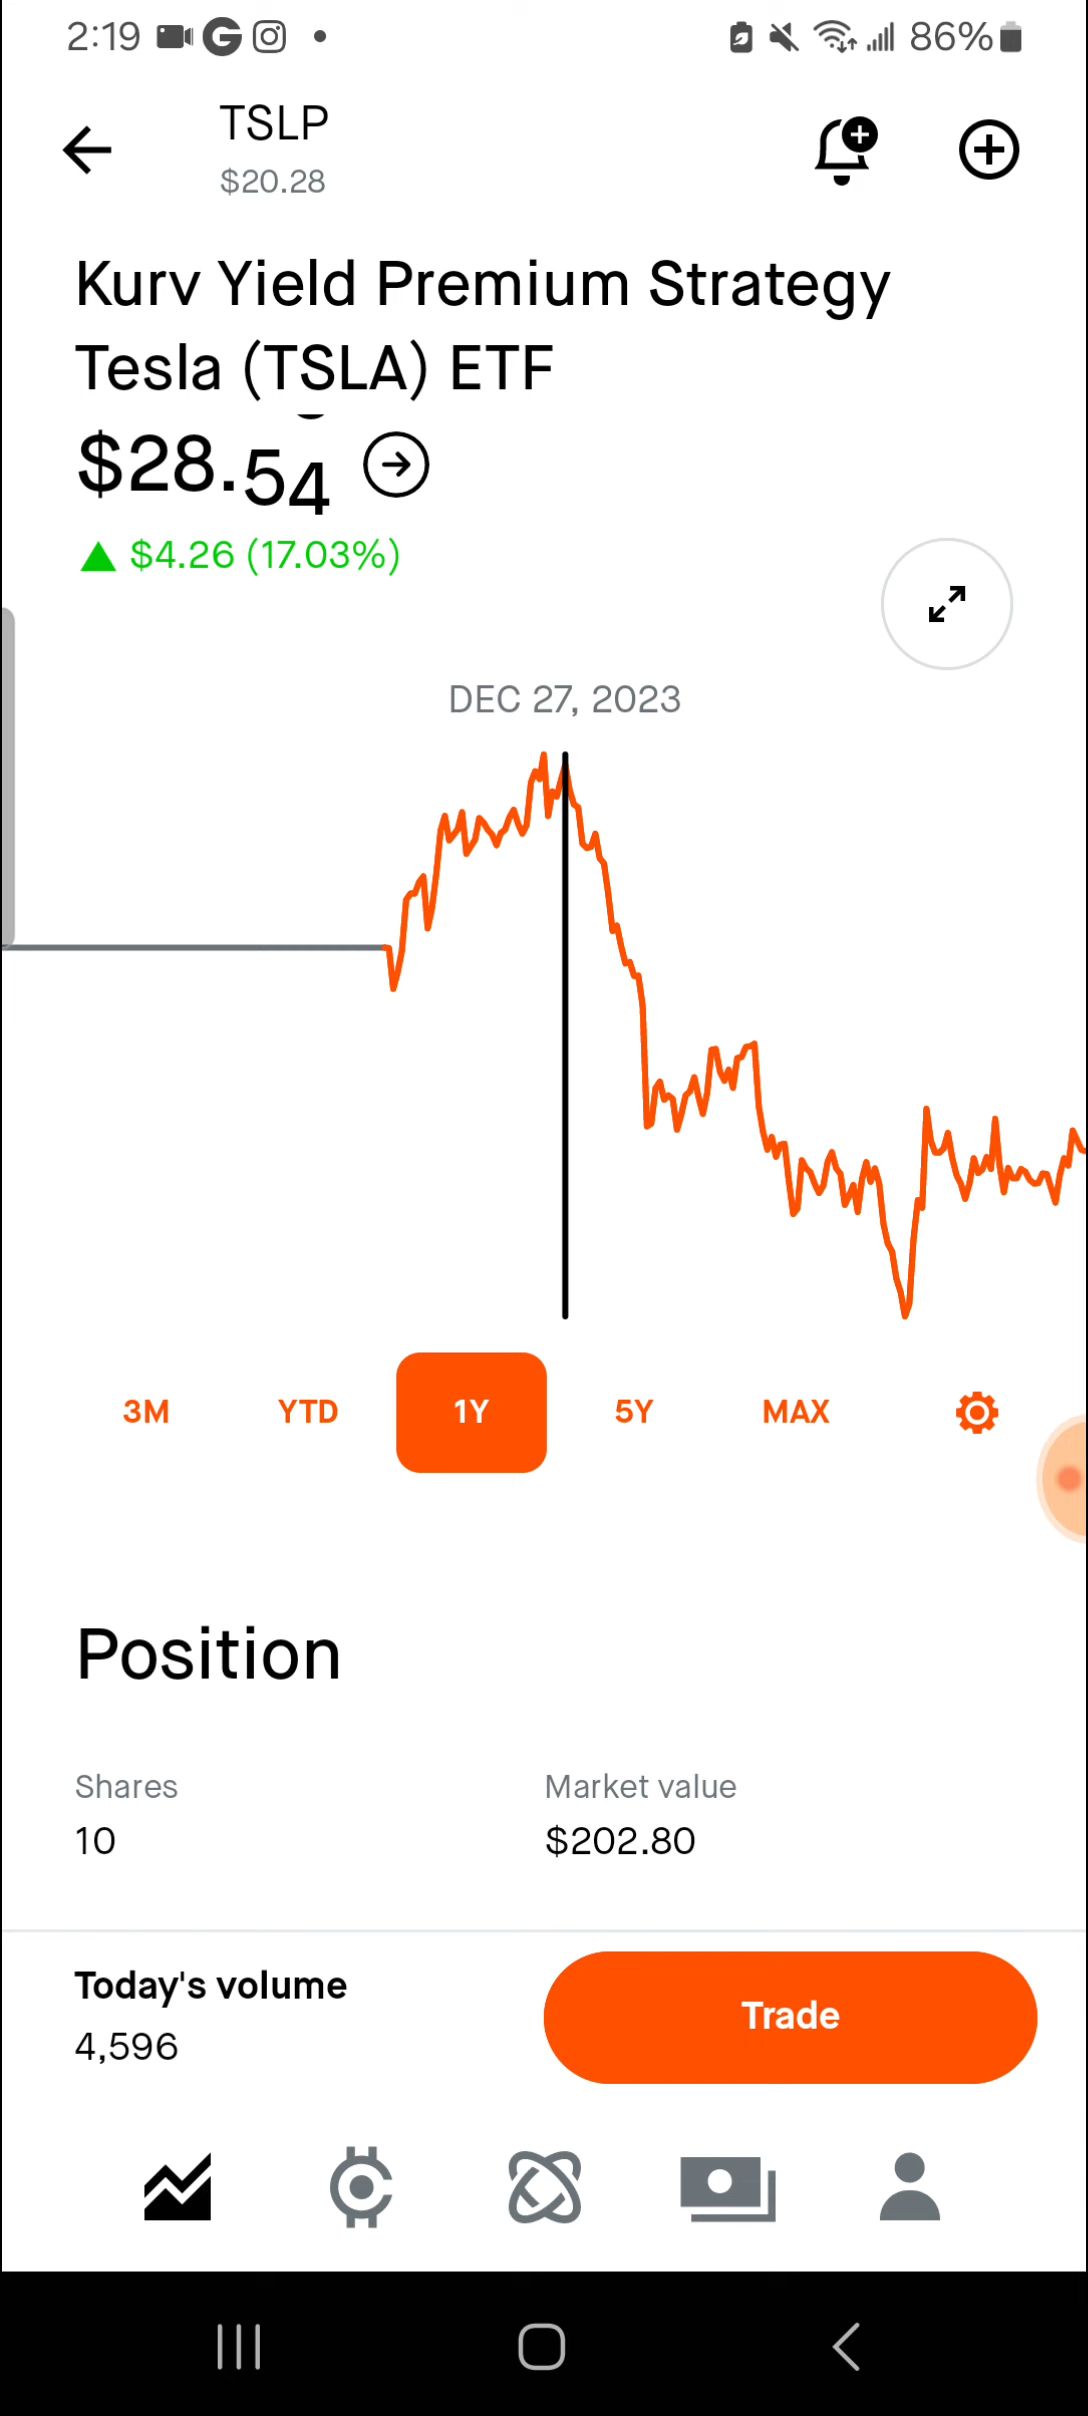 2:19
86%
TSLP
$20.28
Kurv Yield Premium Strategy
Tesla (TSLA) ETF
$28.54
$4.26 (17.03%)
DEC 27, 2023
3M YTD 1Y 5Y MAX
Position
Shares Market value
10 $202.80
Today's volume
4,596
Trade